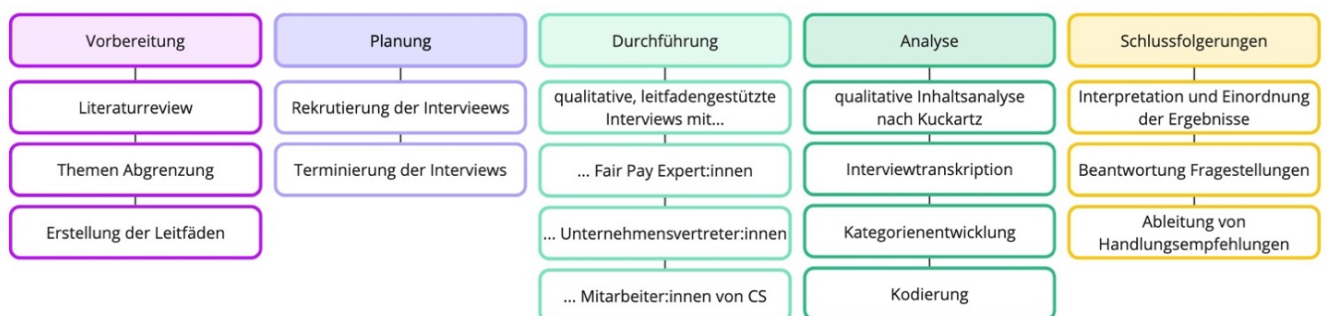 Vorbereitung
Literaturreview
Themen Abgrenzung
Erstellung der Leitfäden
Planung
Rekrutierung der Intervieews
Terminierung der Interviews
Durchführung
qualitative, leitfadengestützte
Interviews mit...
... Fair Pay Expert:innen
... Unternehmensvertreter:innen
... Mitarbeiter:innen von CS
Analyse
qualitative Inhaltsanalyse
nach Kuckartz
Interviewtranskription
Kategorienentwicklung
Kodierung
Schlussfolgerungen
Interpretation und Einordnung
der Ergebnisse
Beantwortung Fragestellungen
Ableitung von
Handlungsempfehlungen